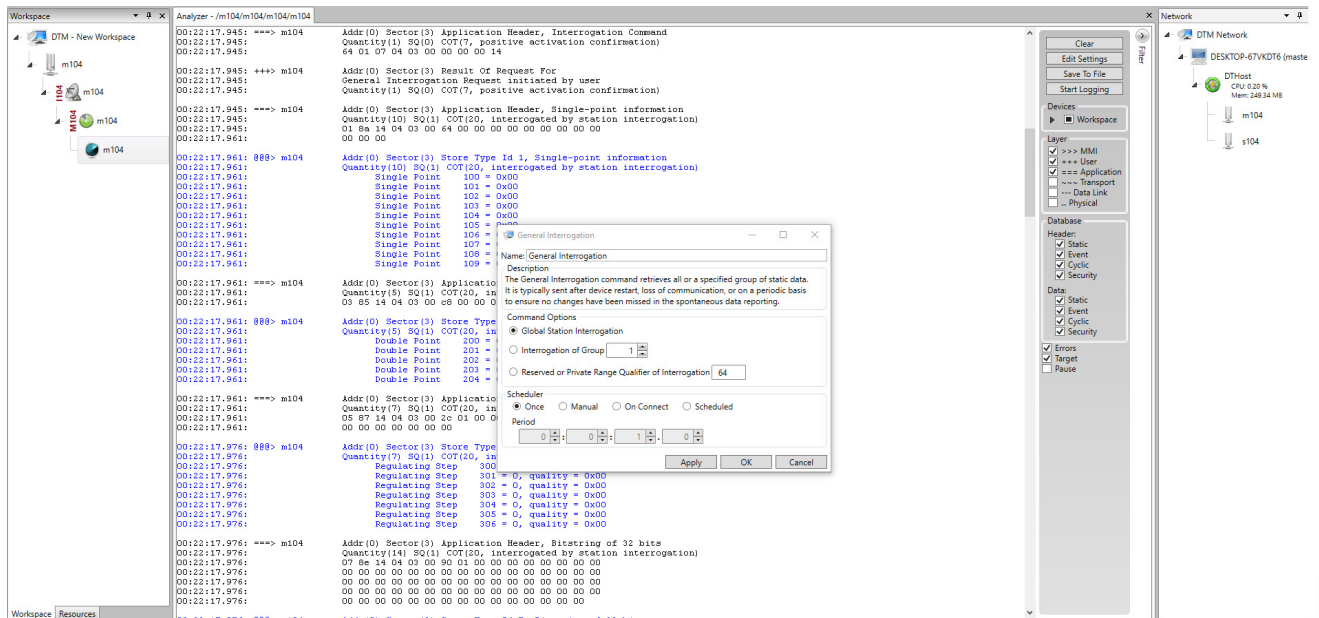 Workspace
DTM - New Workspace
m104
I104 m104
M104 m104
m104
Workspace Resources
Analyzer - /m104/m104/m104/m104
00:22:17.945: ===> m104 Addr(0) Sector(3) Application Header, Interrogation Command
00:22:17.945: Quantity(1) SQ(0) COT(7, positive activation confirmation)
00:22:17.945: 64 01 07 04 03 00 00 00 00 14
00:22:17.945: +++> m104 Addr(0) Sector(3) Result Of Request For
00:22:17.945: General Interrogation Request initiated by user
00:22:17.945: Quantity(1) SQ(0) COT(7, positive activation confirmation)
00:22:17.945: ===> m104 Addr(0) Sector(3) Application Header, Single-point information
00:22:17.945: Quantity(10) SQ(1) COT(20, interrogated by station interrogation)
00:22:17.945: 01 8a 14 04 03 00 64 00 00 00 00 00 00 00 00 00
00:22:17.961: 00 00 00
00:22:17.961: @@@> m104 Addr(0) Sector(3) Store Type Id 1, Single-point information
00:22:17.961: Quantity(10) SQ(1) COT(20, interrogated by station interrogation)
00:22:17.961: Single Point 100 = 0x00
00:22:17.961: Single Point 101 = 0x00
00:22:17.961: Single Point 102 = 0x00
00:22:17.961: Single Point 103 = 0x00
00:22:17.961: Single Point 104 = 0x00
00:22:17.961: Single Point 105 = 0x00
00:22:17.961: Single Point 106 =
00:22:17.961: Single Point 107 =
00:22:17.961: Single Point 108 =
00:22:17.961: Single Point 109 =
00:22:17.961: ===> m104 Addr(0) Sector(3) Applicatio
00:22:17.961: Quantity(5) SQ(1) COT(20, in
00:22:17.961: 03 85 14 04 03 00 c8 00 00 0
00:22:17.961: @@@> m104 Addr(0) Sector(3) Store Type
00:22:17.961: Quantity(5) SQ(1) COT(20, in
00:22:17.961: Double Point 200 =
00:22:17.961: Double Point 201 =
00:22:17.961: Double Point 202 =
00:22:17.961: Double Point 203 =
00:22:17.961: Double Point 204 =
00:22:17.961: ===> m104 Addr(0) Sector(3) Applicatio
00:22:17.961: Quantity(7) SQ(1) COT(20, in
00:22:17.961: 05 87 14 04 03 00 2c 01 00 0
00:22:17.961: 00 00 00 00 00 00 00
00:22:17.976: @@@> m104 Addr(0) Sector(3) Store Type
00:22:17.976: Quantity(7) SQ(1) COT(20, in
00:22:17.976: Regulating Step 300
00:22:17.976: Regulating Step 301 = 0, quality = 0x00
00:22:17.976: Regulating Step 302 = 0, quality = 0x00
00:22:17.976: Regulating Step 303 = 0, quality = 0x00
00:22:17.976: Regulating Step 304 = 0, quality = 0x00
00:22:17.976: Regulating Step 305 = 0, quality = 0x00
00:22:17.976: Regulating Step 306 = 0, quality = 0x00
00:22:17.976: ===> m104 Addr(0) Sector(3) Application Header, Bitstring of 32 bits
00:22:17.976: Quantity(14) SQ(1) COT(20, interrogated by station interrogation)
00:22:17.976: 07 8e 14 04 03 00 90 01 00 00 00 00 00 00 00 00
00:22:17.976: 00 00 00 00 00 00 00 00 00 00 00 00 00 00 00 00
00:22:17.976: 00 00 00 00 00 00 00 00 00 00 00 00 00 00 00 00
00:22:17.976: 00 00 00 00 00 00 00 00 00 00 00 00 00 00 00 00
00:22:17.976: 00 00 00 00 00 00 00 00 00 00 00 00 00 00 00
General Interrogation
Name: General Interrogation
Description
The General Interrogation command retrieves all or a specified group of static data.
It is typically sent after device restart, loss of communication, or on a periodic basis
to ensure no changes have been missed in the spontaneous data reporting.
Command Options
Global Station Interrogation
Interrogation of Group 1
Reserved or Private Range Qualifier of Interrogation 64
Scheduler
Once Manual On Connect Scheduled
Period
0 : 0 : 1 . 0
Apply OK Cancel
Filter
Clear
Edit Settings
Save To File
Start Logging
Devices
Workspace
Layer
>>> MMI
+++ User
=== Application
~~~ Transport
--- Data Link
... Physical
Database
Header:
Static
Event
Cyclic
Security
Data:
Static
Event
Cyclic
Security
Errors
Target
Pause
Network
DTM Network
DESKTOP-67VKDT6 (maste
DTHost
CPU: 0.20 %
Mem: 249.34 MB
m104
s104